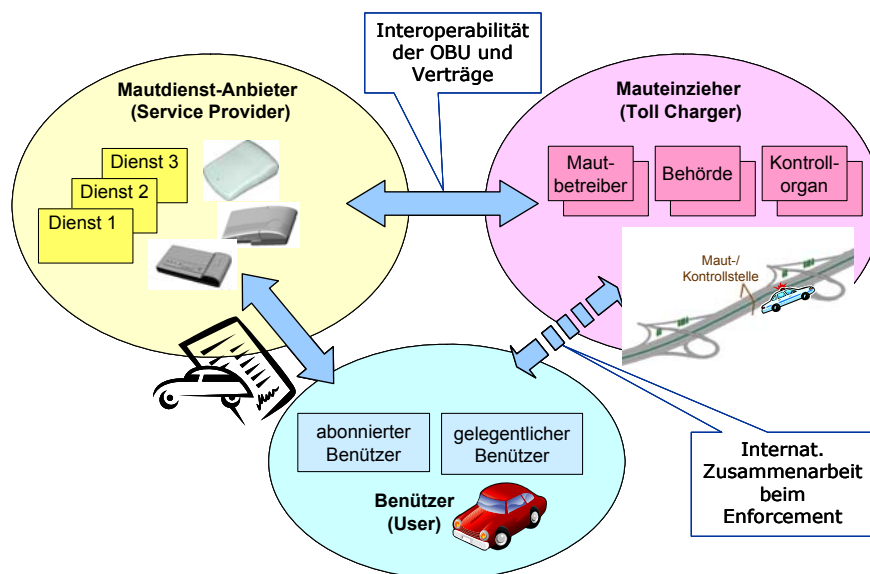 Interoperabilität
der OBU und
Verträge
Mautdienst-Anbieter
(Service Provider)
Dienst 3
Dienst 2
Dienst 1
Mauteinzieher
(Toll Charger)
Maut-
betreiber
Behörde
Kontroll-
organ
Maut-/
Kontrollstelle
abonnierter
Benützer
gelegentlicher
Benützer
Benützer
(User)
Internat.
Zusammenarbeit
beim
Enforcement